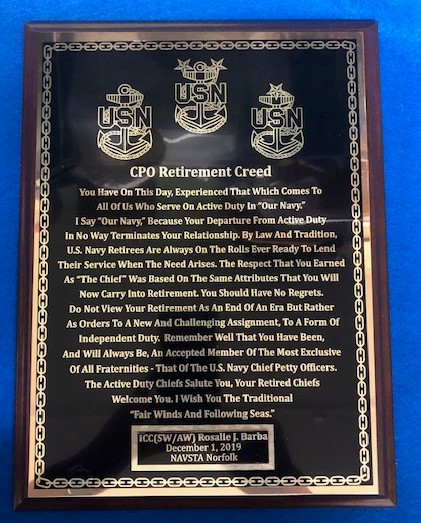 USN
USN
USN
CPO Retirement Creed
You Have On This Day, Experienced That Which Comes To
All Of Us Who Serve On Active Duty In “Our Navy.”
I Say “Our Navy,” Because Your Departure From Active Duty
In No Way Terminates Your Relationship. By Law And Tradition,
U.S. Navy Retirees Are Always On The Rolls Ever Ready To Lend
Their Service When The Need Arises. The Respect That You Earned
As “The Chief” Was Based On The Same Attributes That You Will
Now Carry Into Retirement. You Should Have No Regrets.
Do Not View Your Retirement As An End Of An Era But Rather
As Orders To A New And Challenging Assignment, To A Form Of
Independent Duty. Remember Well That You Have Been,
And Will Always Be, An Accepted Member Of The Most Exclusive
Of All Fraternities - That Of The U.S. Navy Chief Petty Officers.
The Active Duty Chiefs Salute You, Your Retired Chiefs
Welcome You. I Wish You The Traditional
“Fair Winds And Following Seas.”
ICC(SW/AW) Rosalie J. Barba
December 1, 2019
NAVSTA Norfolk